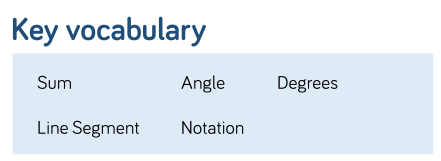 Key vocabulary
Sum Angle Degrees
Line Segment Notation